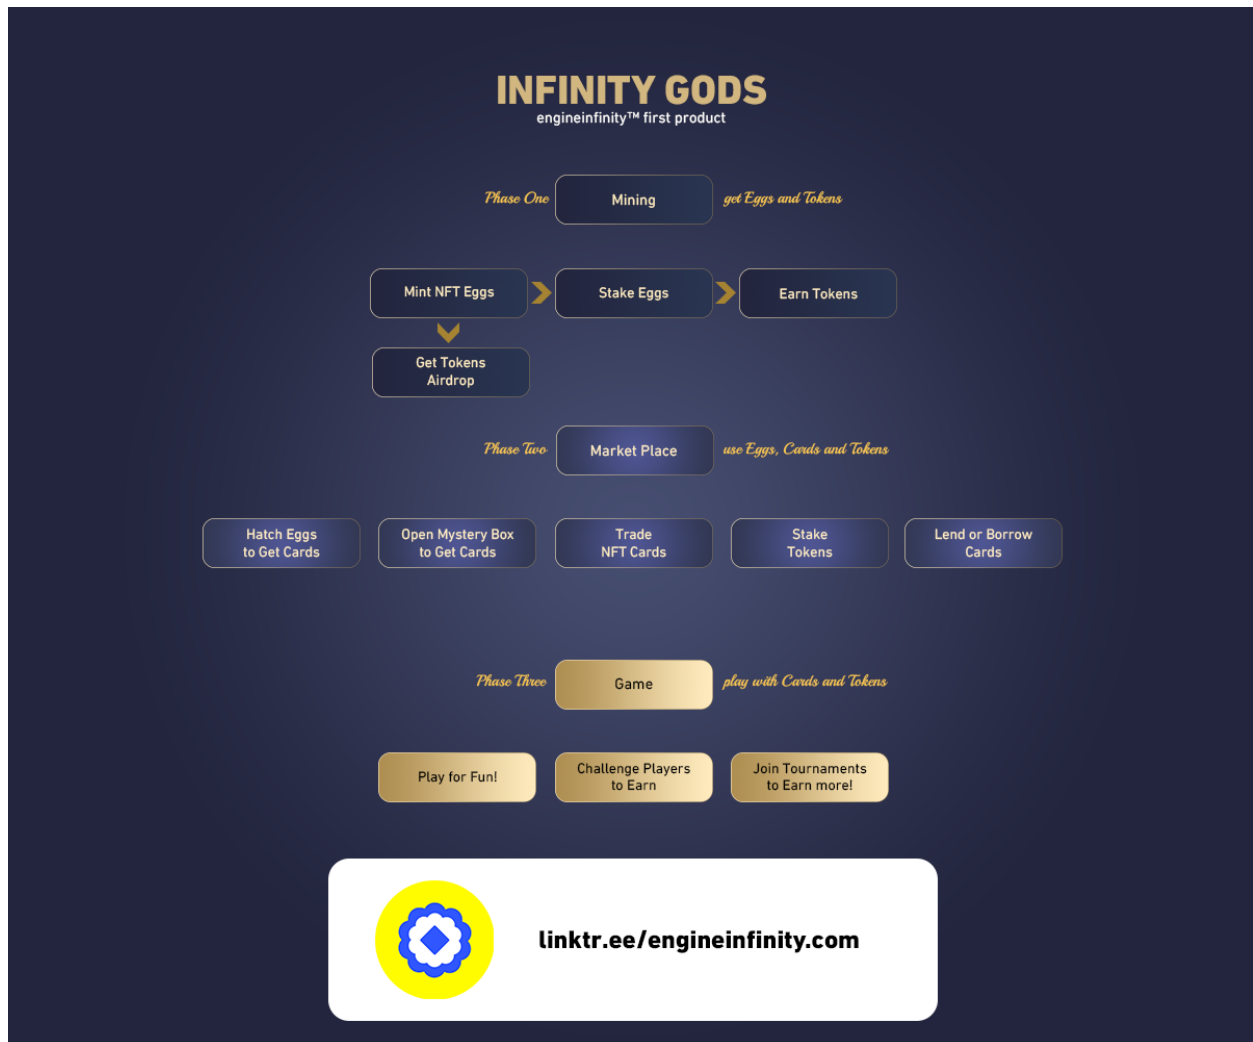 INFINITY GODS
engineinfinity™ first product
Phase One
Mining
get Eggs and Tokens
Mint NFT Eggs
Stake Eggs
Earn Tokens
Get Tokens
Airdrop
Phase Two
Market Place
use Eggs, Cards and Tokens
Hatch Eggs
to Get Cards
Open Mystery Box
to Get Cards
Trade
NFT Cards
Stake
Tokens
Lend or Borrow
Cards
Phase Three
Game
play with Cards and Tokens
Play for Fun!
Challenge Players
to Earn
Join Tournaments
to Earn more!
linktr.ee/engineinfinity.com